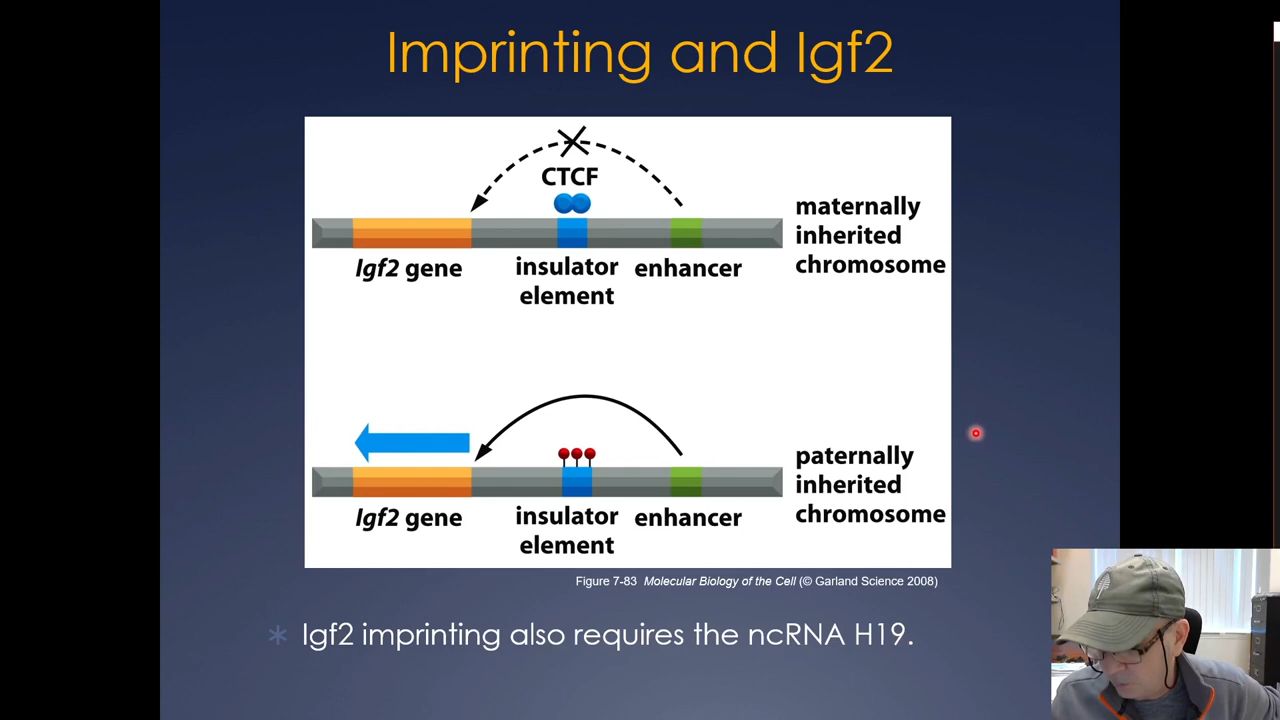 Imprinting and Igf2
CTCF
maternally
inherited
chromosome
Igf2 gene
insulator
element
enhancer
paternally
inherited
chromosome
Igf2 gene
insulator
element
enhancer
Figure 7-83 Molecular Biology of the Cell (© Garland Science 2008)
Igf2 imprinting also requires the ncRNA H19.